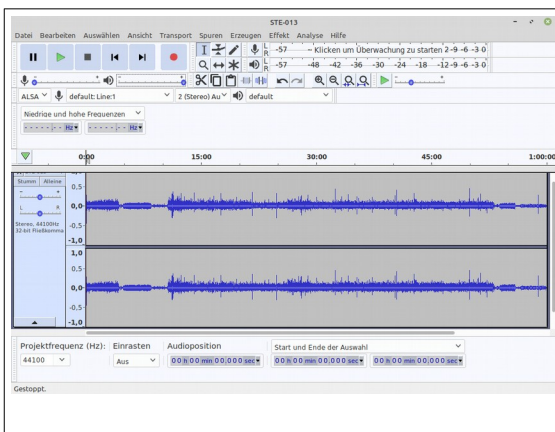 STE-013
Datei Bearbeiten Auswählen Ansicht Transport Spuren Erzeugen Effekt Analyse Hilfe
L R -57 – Klicken um Überwachung zu starten 2 -9 -6 -3 0
L R -57 -48 -42 -36 -30 -24 -18 -12 -9 -6 -3 0
ALSA default: Line:1 2 (Stereo) Au default
Niedrige und hohe Frequenzen
Hz Hz
0:00 15:00 30:00 45:00 1:00:00
Stumm Alleine
- +
L R
Stereo, 44100Hz
32-bit Fließkomma
0,5
0,0
-0,5
-1,0
1,0
0,5
0,0
-0,5
-1,0
Projektfrequenz (Hz): Einrasten Audioposition Start und Ende der Auswahl
44100 Aus 00 h 00 min 00,000 sec 00 h 00 min 00,000 sec 00 h 00 min 00,000 sec
Gestoppt.